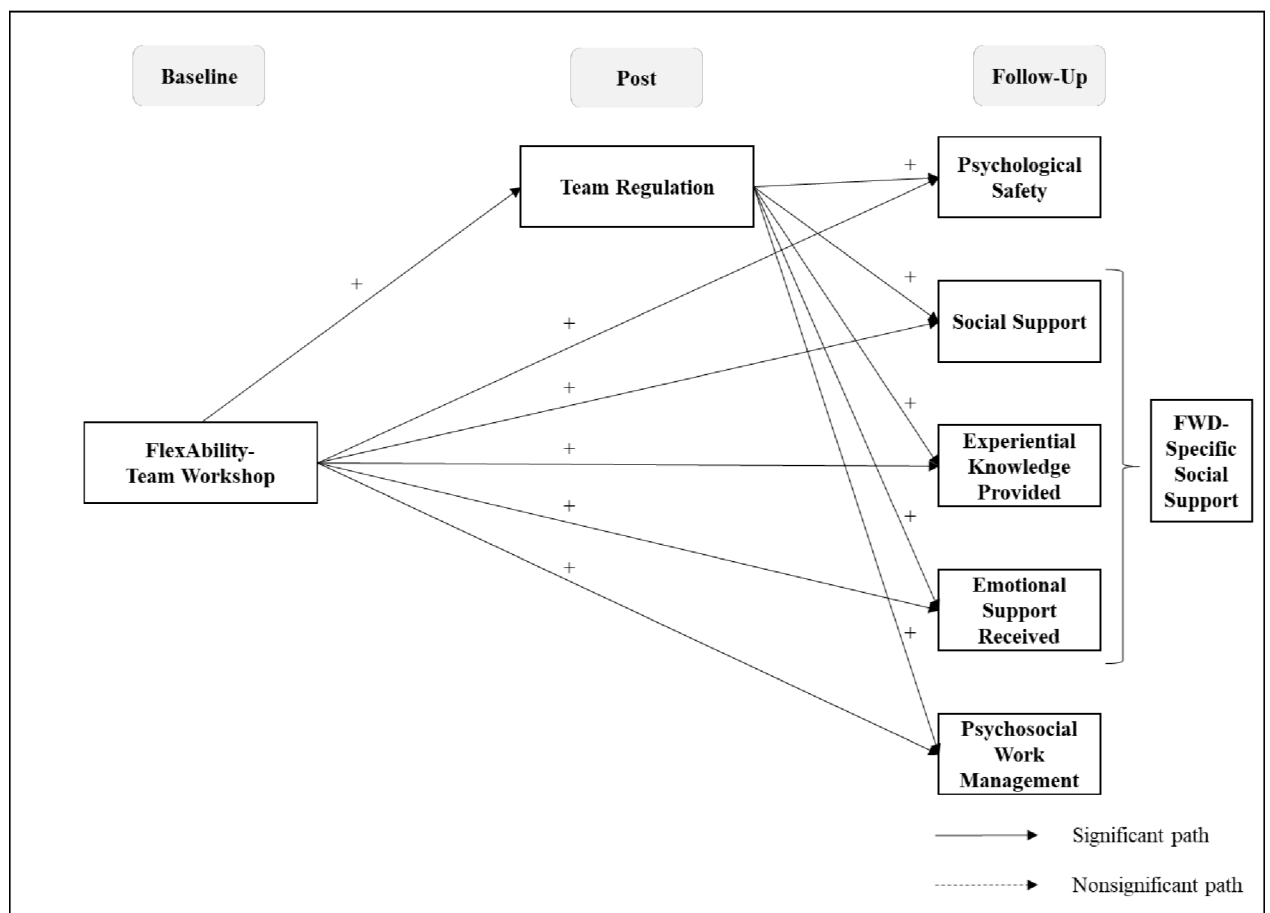 Baseline
Post
Follow-Up
Team Regulation
+
Psychological
Safety
+
+
Social Support
+
+
FlexAbility-
Team Workshop
+
+
Experiential
Knowledge
Provided
FWD-
Specific
Social
Support
+
+
Emotional
Support
Received
+
+
Psychosocial
Work
Management
Significant path
Nonsignificant path